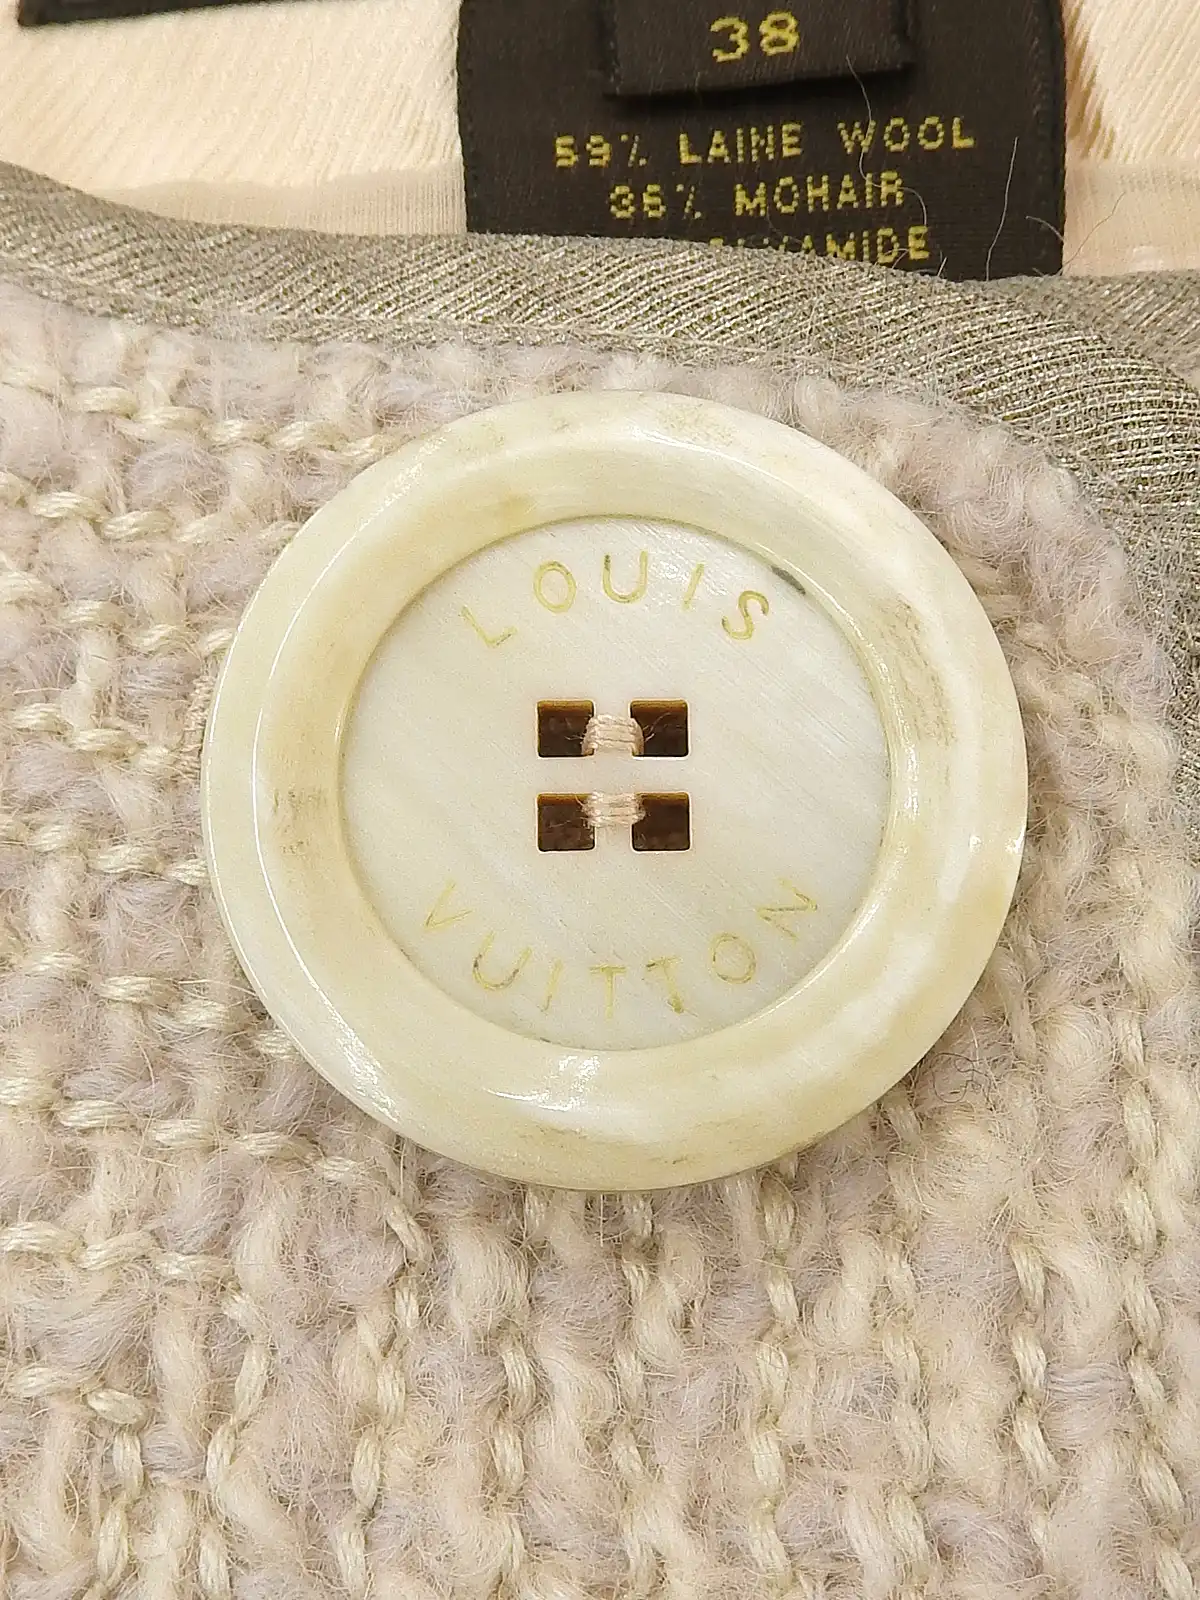 38
59% LAINE WOOL
36% MOHAIR
LOUIS
VUITTON